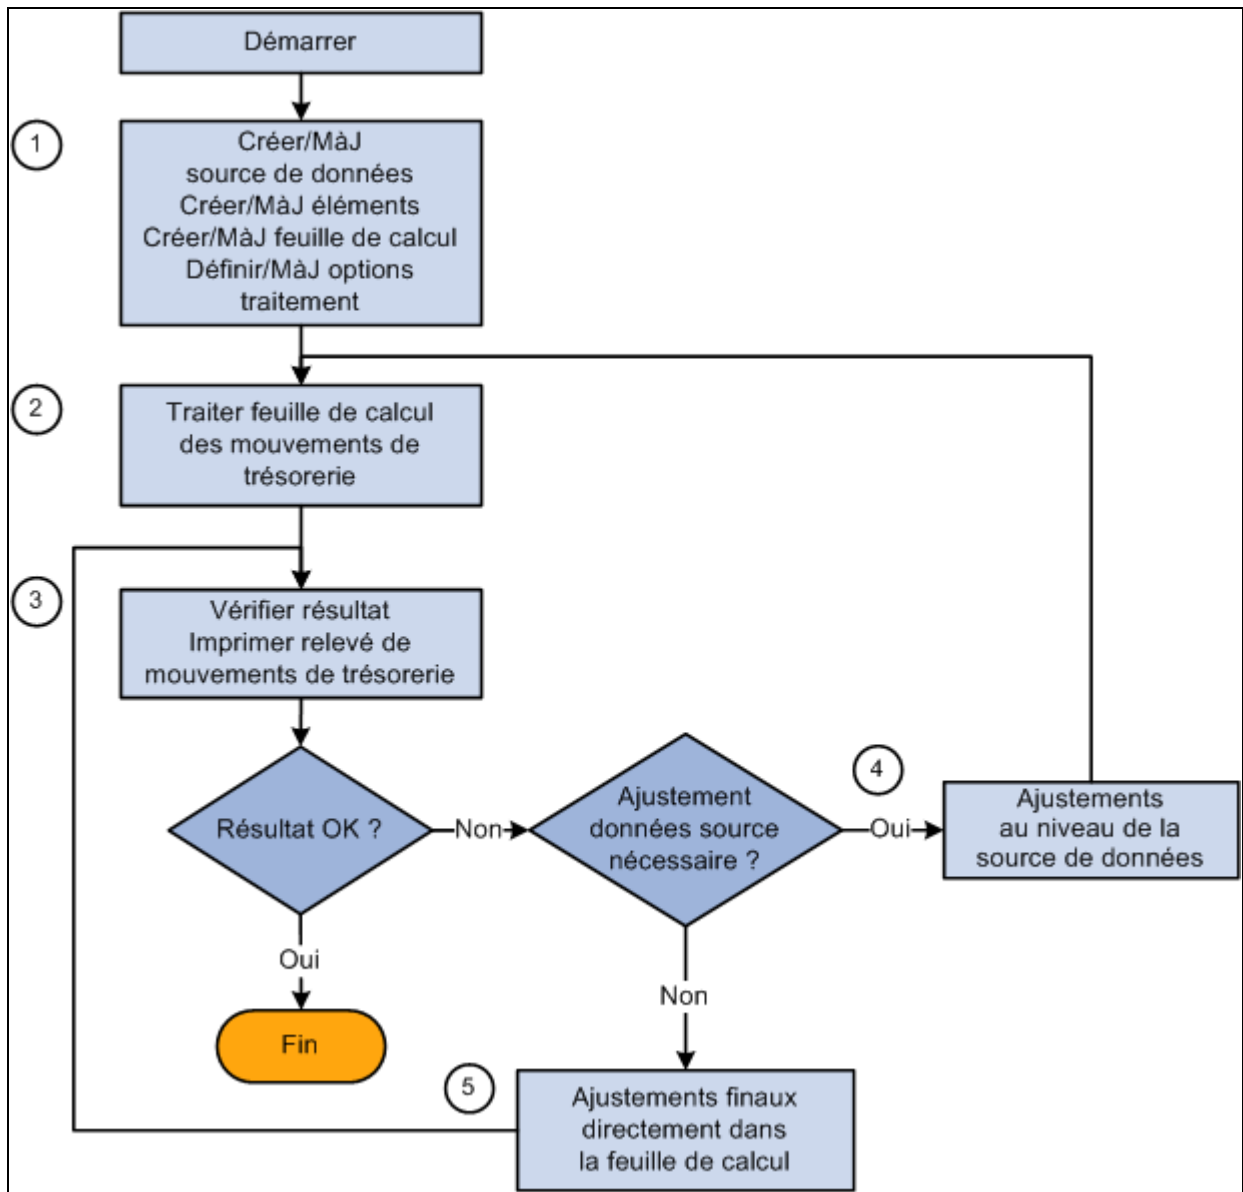 Démarrer
1
Créer/MàJ
source de données
Créer/MàJ éléments
Créer/MàJ feuille de calcul
Définir/MàJ options
traitement
2
Traiter feuille de calcul
des mouvements de
trésorerie
3
Vérifier résultat
Imprimer relevé de
mouvements de trésorerie
Résultat OK ?
Non
Ajustement
données source
nécessaire ?
4
Oui
Ajustements
au niveau de la
source de données
Oui
Fin
Non
5
Ajustements finaux
directement dans
la feuille de calcul